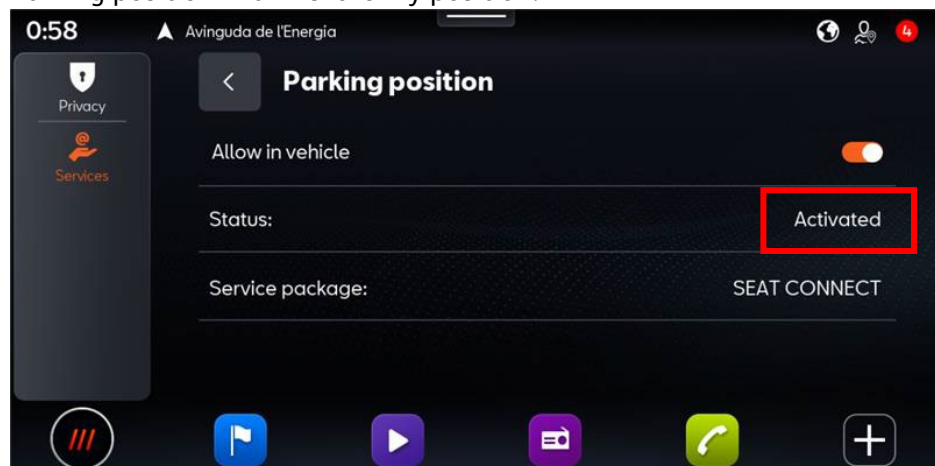 0:58 Avinguda de l'Energia 4
Privacy
Services
Parking position
Allow in vehicle
Status: Activated
Service package: SEAT CONNECT